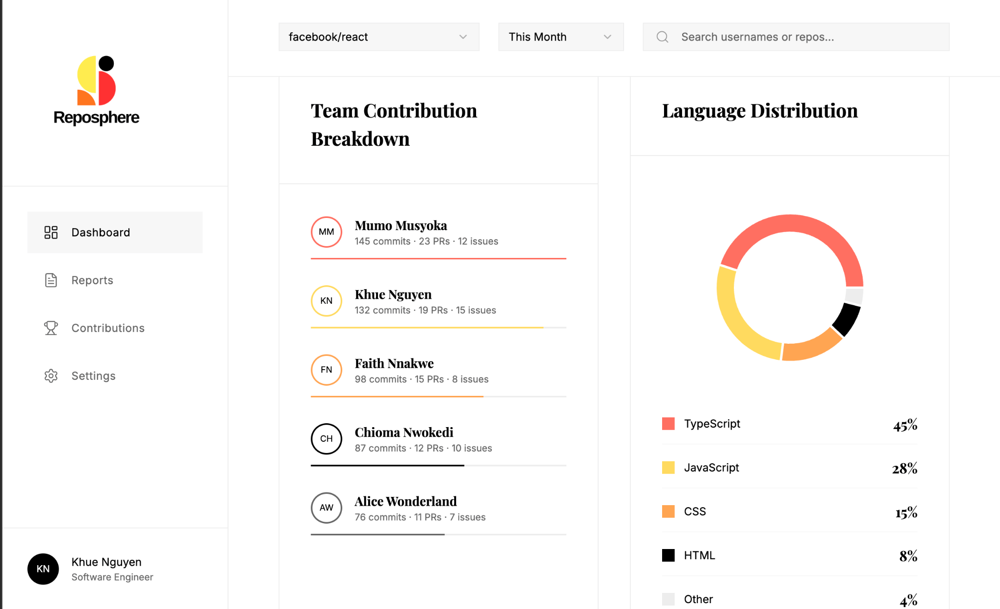 Reposphere
Dashboard
Reports
Contributions
Settings
KN
Khue Nguyen
Software Engineer
facebook/react
This Month
Search usernames or repos...
Team Contribution
Breakdown
MM
Mumo Musyoka
145 commits · 23 PRs · 12 issues
KN
Khue Nguyen
132 commits · 19 PRs · 15 issues
FN
Faith Nnakwe
98 commits · 15 PRs · 8 issues
CH
Chioma Nwokedi
87 commits · 12 PRs · 10 issues
AW
Alice Wonderland
76 commits · 11 PRs · 7 issues
Language Distribution
TypeScript 45%
JavaScript 28%
CSS 15%
HTML 8%
Other 4%